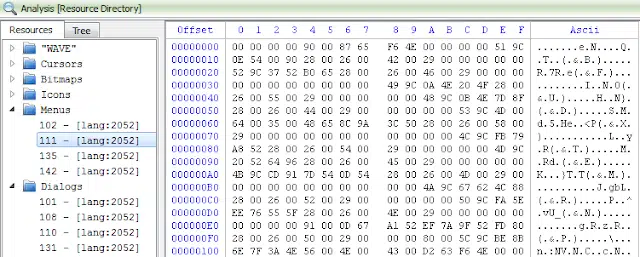 Analysis [Resource Directory]
Resources Tree
"WAVE"
Cursors
Bitmaps
Icons
Menus
102 - [lang:2052]
111 - [lang:2052]
135 - [lang:2052]
142 - [lang:2052]
Dialogs
101 - [lang:2052]
108 - [lang:2052]
110 - [lang:2052]
131 - [lang:2052]
Offset 0 1 2 3 4 5 6 7 8 9 A B C D E F Ascii
00000000 00 00 00 00 90 00 87 65 F6 4E 00 00 00 00 51 9C .......e.N....Q.
00000010 0E 54 00 90 28 00 26 00 42 00 29 00 00 00 00 00 .T..(.&.B.).....
00000020 52 9C 37 52 B0 65 28 00 26 00 46 00 29 00 00 00 R.7R.e(.&.F.)...
00000030 00 00 00 00 00 00 00 00 49 9C 0A 4E 20 4F 28 00 ........I..N.O(.
00000040 26 00 55 00 29 00 00 00 00 00 48 9C 0B 4E 7D 8F &.U.).....H..N}.
00000050 28 00 26 00 44 00 29 00 00 00 00 00 53 9C 4D 00 (.&.D.).....S.M.
00000060 64 00 35 00 48 65 8C 9A 3C 50 28 00 26 00 58 00 d.5.He..<P(.&.X.
00000070 29 00 00 00 00 00 00 00 00 00 00 00 4C 9C FB 79 )...........L..y
00000080 A8 52 28 00 26 00 54 00 29 00 00 00 00 00 4D 9C .R(.&.T.).....M.
00000090 20 52 64 96 28 00 26 00 45 00 29 00 00 00 00 00 .Rd.(.&.E.).....
000000A0 4B 9C CD 91 7D 54 0D 54 28 00 26 00 4D 00 29 00 K...}T.T(.&.M.).
000000B0 00 00 00 00 00 00 00 00 00 00 4A 9C 67 62 4C 88 ..........J.gbL.
000000C0 28 00 26 00 52 00 29 00 00 00 00 00 50 9C FA 5E (.&.R.).....P..^
000000D0 EE 76 55 5F 28 00 26 00 4E 00 29 00 00 00 00 00 .vU_(.&.N.).....
000000E0 00 00 00 00 91 00 0D 67 A1 52 EF 7A 9F 52 FD 80 .......g.R.z.R..
000000F0 28 00 26 00 50 00 29 00 00 00 80 00 5C 9C BE 8B (.&.P.).....\...
00000100 6E 7F 3A 4E 56 00 4E 00 43 00 D2 63 F6 4E 00 00 n.:NV.N.C..c.N..